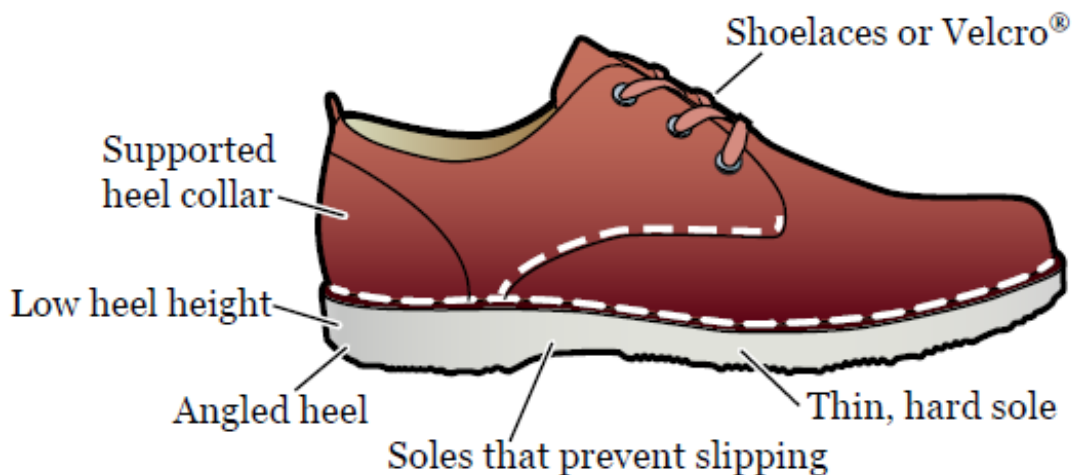 Shoelaces or Velcro®
Supported
heel collar
Low heel height
Angled heel
Thin, hard sole
Soles that prevent slipping